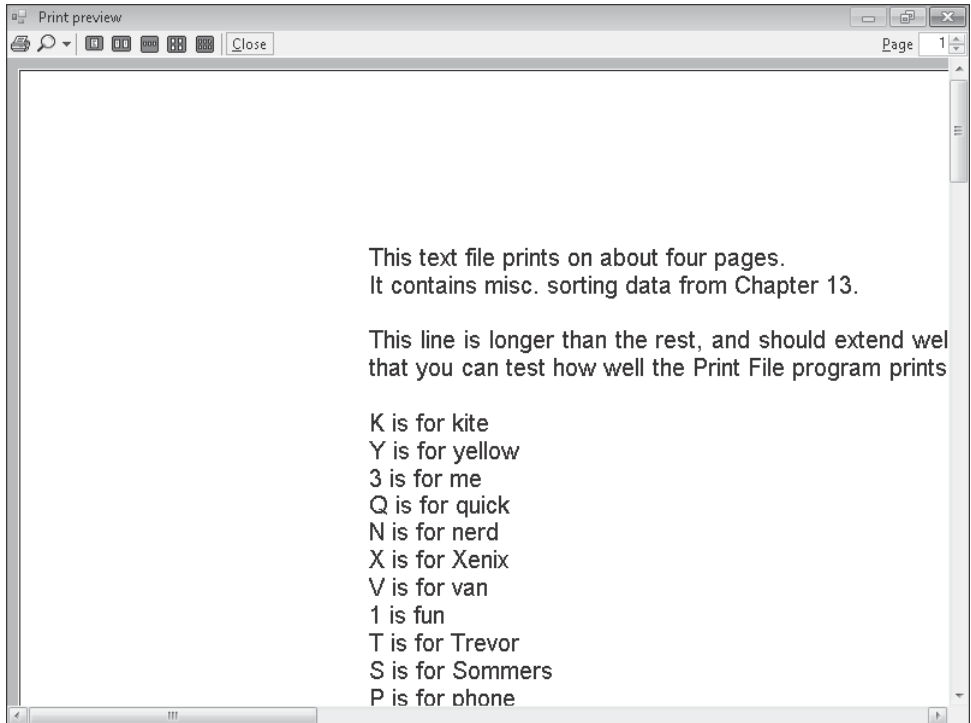 Print preview
Close
Page 1
This text file prints on about four pages.
It contains misc. sorting data from Chapter 13.
This line is longer than the rest, and should extend wel
that you can test how well the Print File program prints
K is for kite
Y is for yellow
3 is for me
Q is for quick
N is for nerd
X is for Xenix
V is for van
1 is fun
T is for Trevor
S is for Sommers
P is for phone